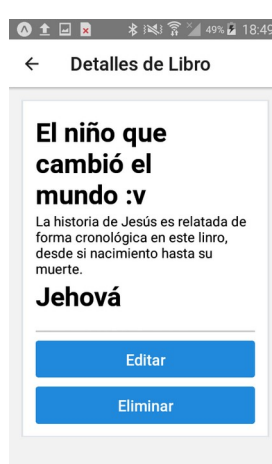 49% 18:49
Detalles de Libro
El niño que
cambió el
mundo :v
La historia de Jesús es relatada de
forma cronológica en este linro,
desde si nacimiento hasta su
muerte.
Jehová
Editar
Eliminar